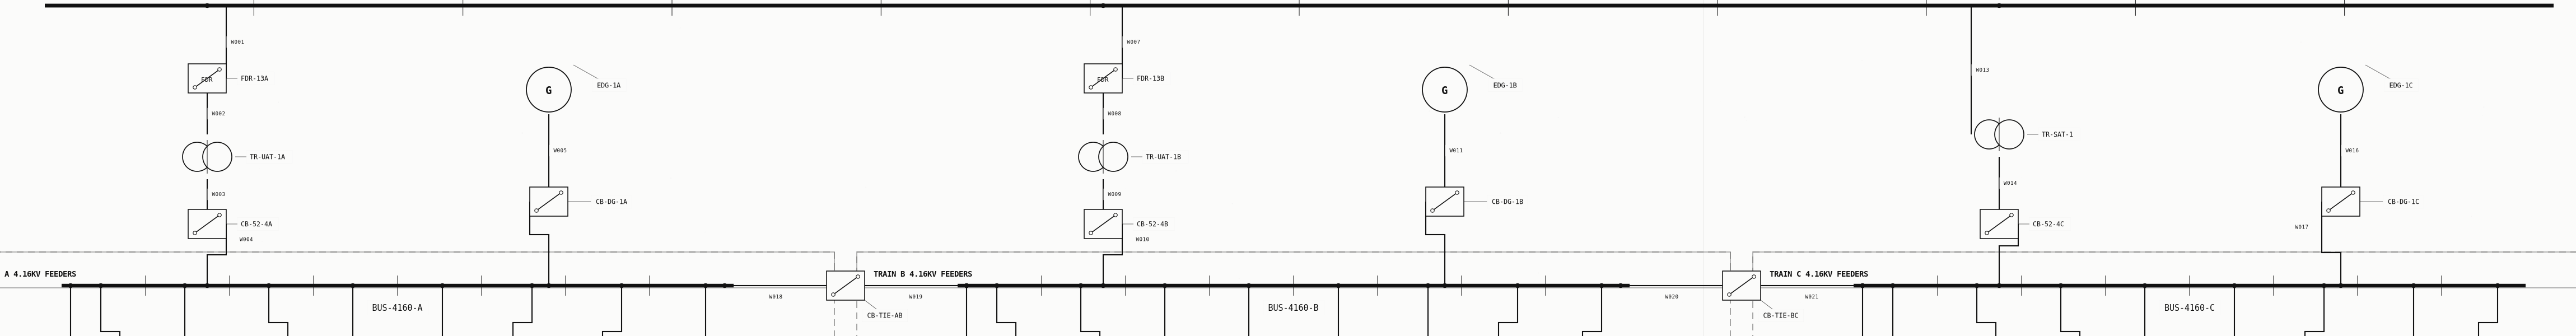 W001
W007
W013
FDR
FDR-13A
EDG-1A
FDR
FDR-13B
EDG-1B
EDG-1C
G
G
G
W002
W008
TR-SAT-1
W005
W011
W016
TR-UAT-1A
TR-UAT-1B
W014
W003
W009
CB-DG-1A
CB-DG-1B
CB-DG-1C
CB-52-4A
CB-52-4B
CB-52-4C
W017
W004
W010
A 4.16KV FEEDERS
TRAIN B 4.16KV FEEDERS
TRAIN C 4.16KV FEEDERS
W018
W019
W020
W021
BUS-4160-A
BUS-4160-B
BUS-4160-C
CB-TIE-AB
CB-TIE-BC